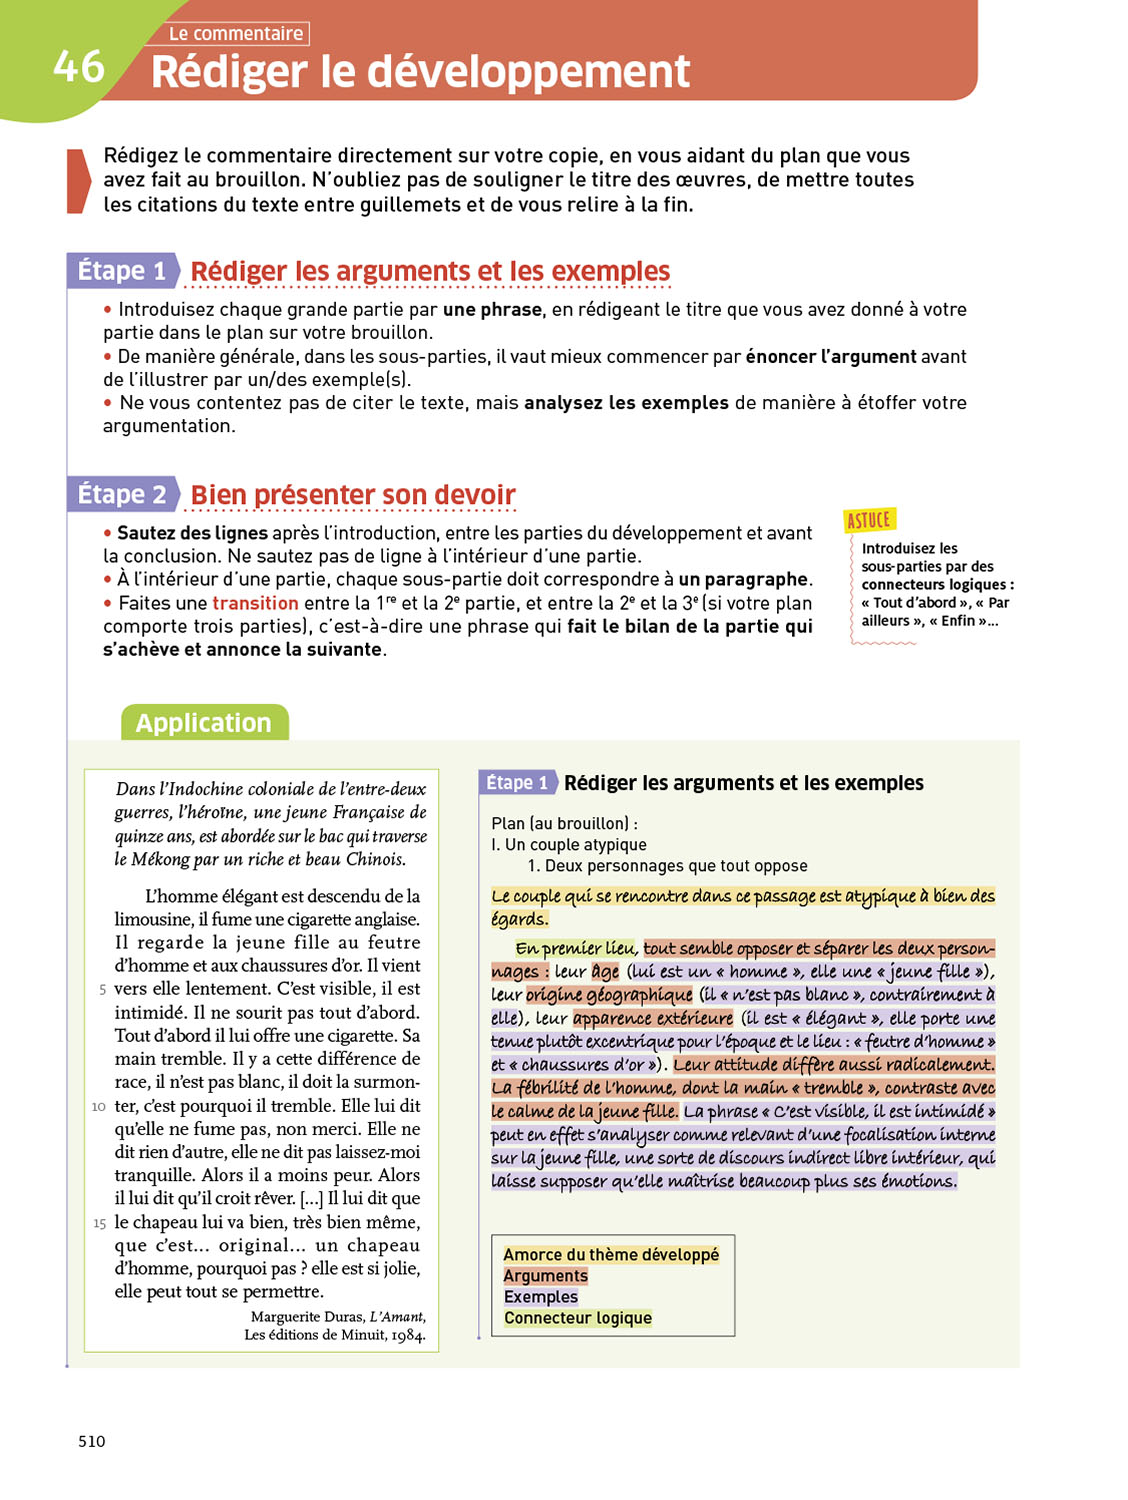 46
Le commentaire
Rédiger le développement
Rédigez le commentaire directement sur votre copie, en vous aidant du plan que vous
avez fait au brouillon. N'oubliez pas de souligner le titre des œuvres, de mettre toutes
les citations du texte entre guillemets et de vous relire à la fin.
Étape 1 Rédiger les arguments et les exemples
• Introduisez chaque grande partie par une phrase, en rédigeant le titre que vous avez donné à votre
partie dans le plan sur votre brouillon.
• De manière générale, dans les sous-parties, il vaut mieux commencer par énoncer l'argument avant
de l'illustrer par un/des exemple(s).
• Ne vous contentez pas de citer le texte, mais analysez les exemples de manière à étoffer votre
argumentation.
Étape 2 Bien présenter son devoir
• Sautez des lignes après l'introduction, entre les parties du développement et avant
la conclusion. Ne sautez pas de ligne à l'intérieur d'une partie.
• À l'intérieur d'une partie, chaque sous-partie doit correspondre à un paragraphe.
• Faites une transition entre la 1re et la 2e partie, et entre la 2e et la 3e (si votre plan
comporte trois parties), c'est-à-dire une phrase qui fait le bilan de la partie qui
s'achève et annonce la suivante.
ASTUCE
Introduisez les
sous-parties par des
connecteurs logiques :
« Tout d'abord », « Par
ailleurs », « Enfin »...
Application
Dans l'Indochine coloniale de l'entre-deux
guerres, l'héroïne, une jeune Française de
quinze ans, est abordée sur le bac qui traverse
le Mékong par un riche et beau Chinois.
L'homme élégant est descendu de la
limousine, il fume une cigarette anglaise.
Il regarde la jeune fille au feutre
d'homme et aux chaussures d'or. Il vient
5 vers elle lentement. C'est visible, il est
intimidé. Il ne sourit pas tout d'abord.
Tout d'abord il lui offre une cigarette. Sa
main tremble. Il y a cette différence de
race, il n'est pas blanc, il doit la surmon-
10 ter, c'est pourquoi il tremble. Elle lui dit
qu'elle ne fume pas, non merci. Elle ne
dit rien d'autre, elle ne dit pas laissez-moi
tranquille. Alors il a moins peur. Alors
il lui dit qu'il croit rêver. [...] Il lui dit que
15 le chapeau lui va bien, très bien même,
que c'est... original... un chapeau
d'homme, pourquoi pas ? elle est si jolie,
elle peut tout se permettre.
Marguerite Duras, L'Amant,
Les éditions de Minuit, 1984.
Étape 1 Rédiger les arguments et les exemples
Plan (au brouillon) :
I. Un couple atypique
1. Deux personnages que tout oppose
Le couple qui se rencontre dans ce passage est atypique à bien des
égards.
En premier lieu, tout semble opposer et séparer les deux person-
nages : leur âge (lui est un « homme », elle une « jeune fille »),
leur origine géographique (il « n'est pas blanc », contrairement à
elle), leur apparence extérieure (il est « élégant », elle porte une
tenue plutôt excentrique pour l'époque et le lieu : « feutre d'homme »
et « chaussures d'or »). Leur attitude diffère aussi radicalement.
La fébrilité de l'homme, dont la main « tremble », contraste avec
le calme de la jeune fille. La phrase « C'est visible, il est intimidé »
peut en effet s'analyser comme relevant d'une focalisation interne
sur la jeune fille, une sorte de discours indirect libre intérieur, qui
laisse supposer qu'elle maîtrise beaucoup plus ses émotions.
Amorce du thème développé
Arguments
Exemples
Connecteur logique
510